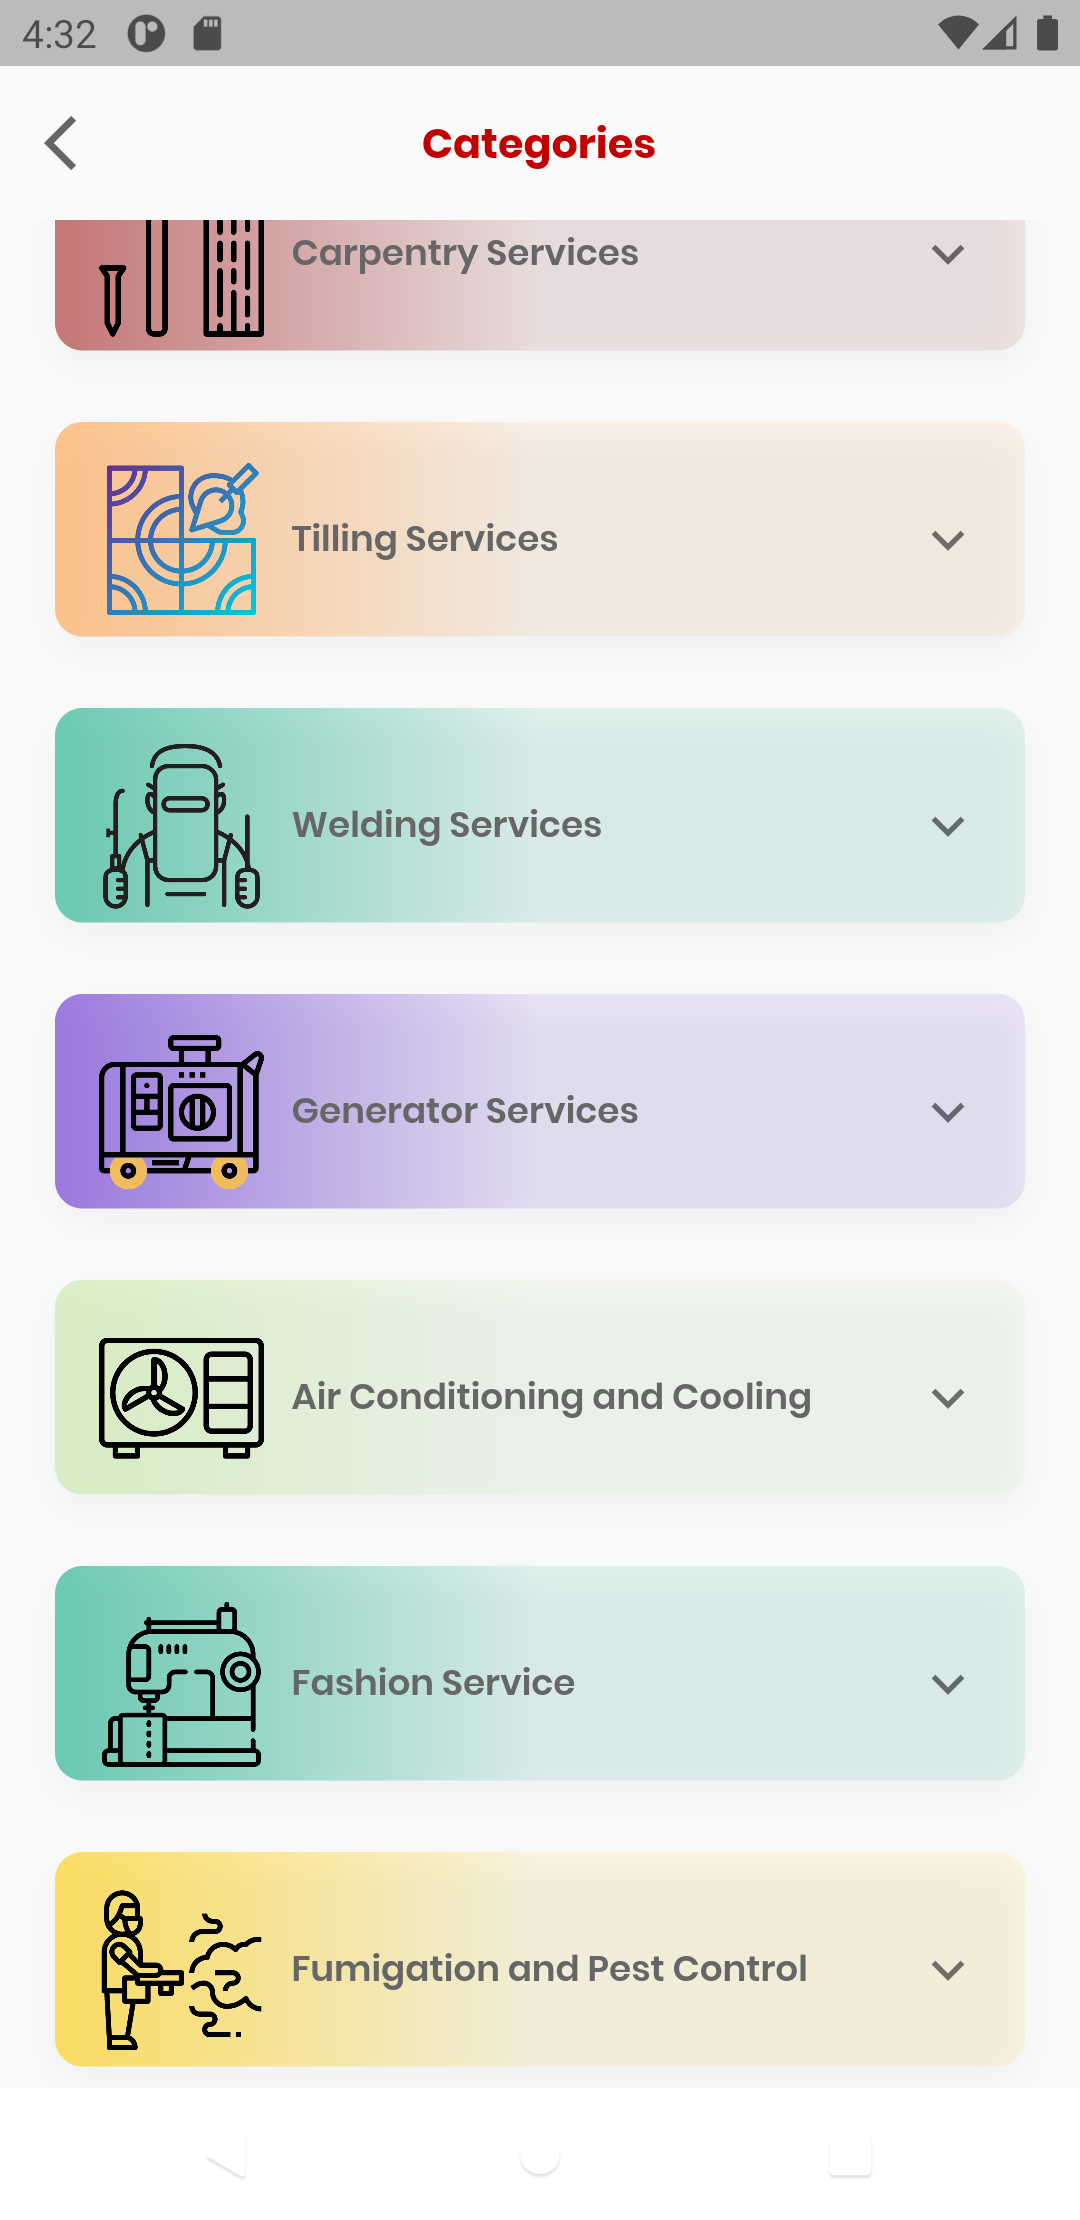 4:32
Categories
Carpentry Services
Tilling Services
Welding Services
Generator Services
Air Conditioning and Cooling
Fashion Service
Fumigation and Pest Control